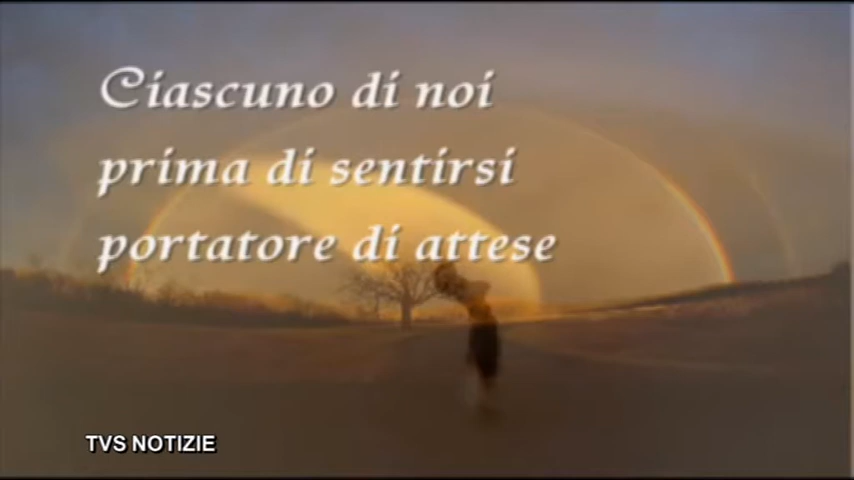 Ciascuno di noi
prima di sentirsi
portatore di attese
TVS NOTIZIE